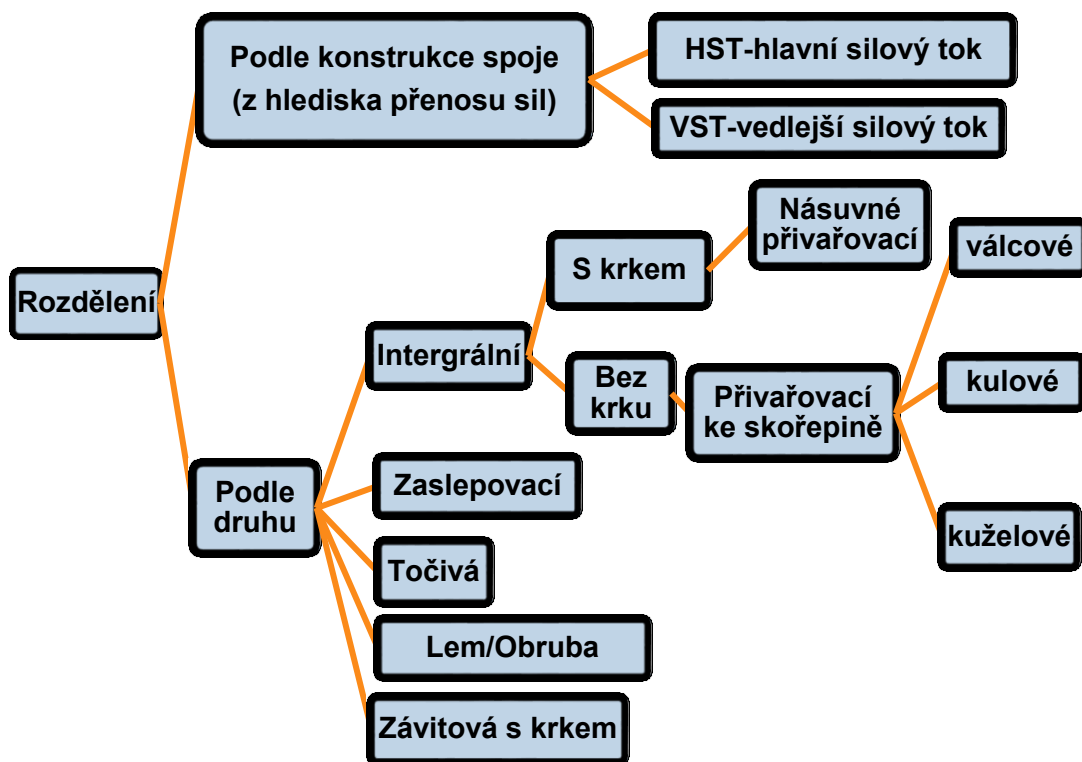 Podle konstrukce spoje
(z hlediska přenosu sil)
HST-hlavní silový tok
VST-vedlejší silový tok
Násuvné
přivařovací
válcové
S krkem
Rozdělení
Intergrální
Bez
krku
Přivařovací
ke skořepině
kulové
Podle
druhu
Zaslepovací
kuželové
Točivá
Lem/Obruba
Závitová s krkem